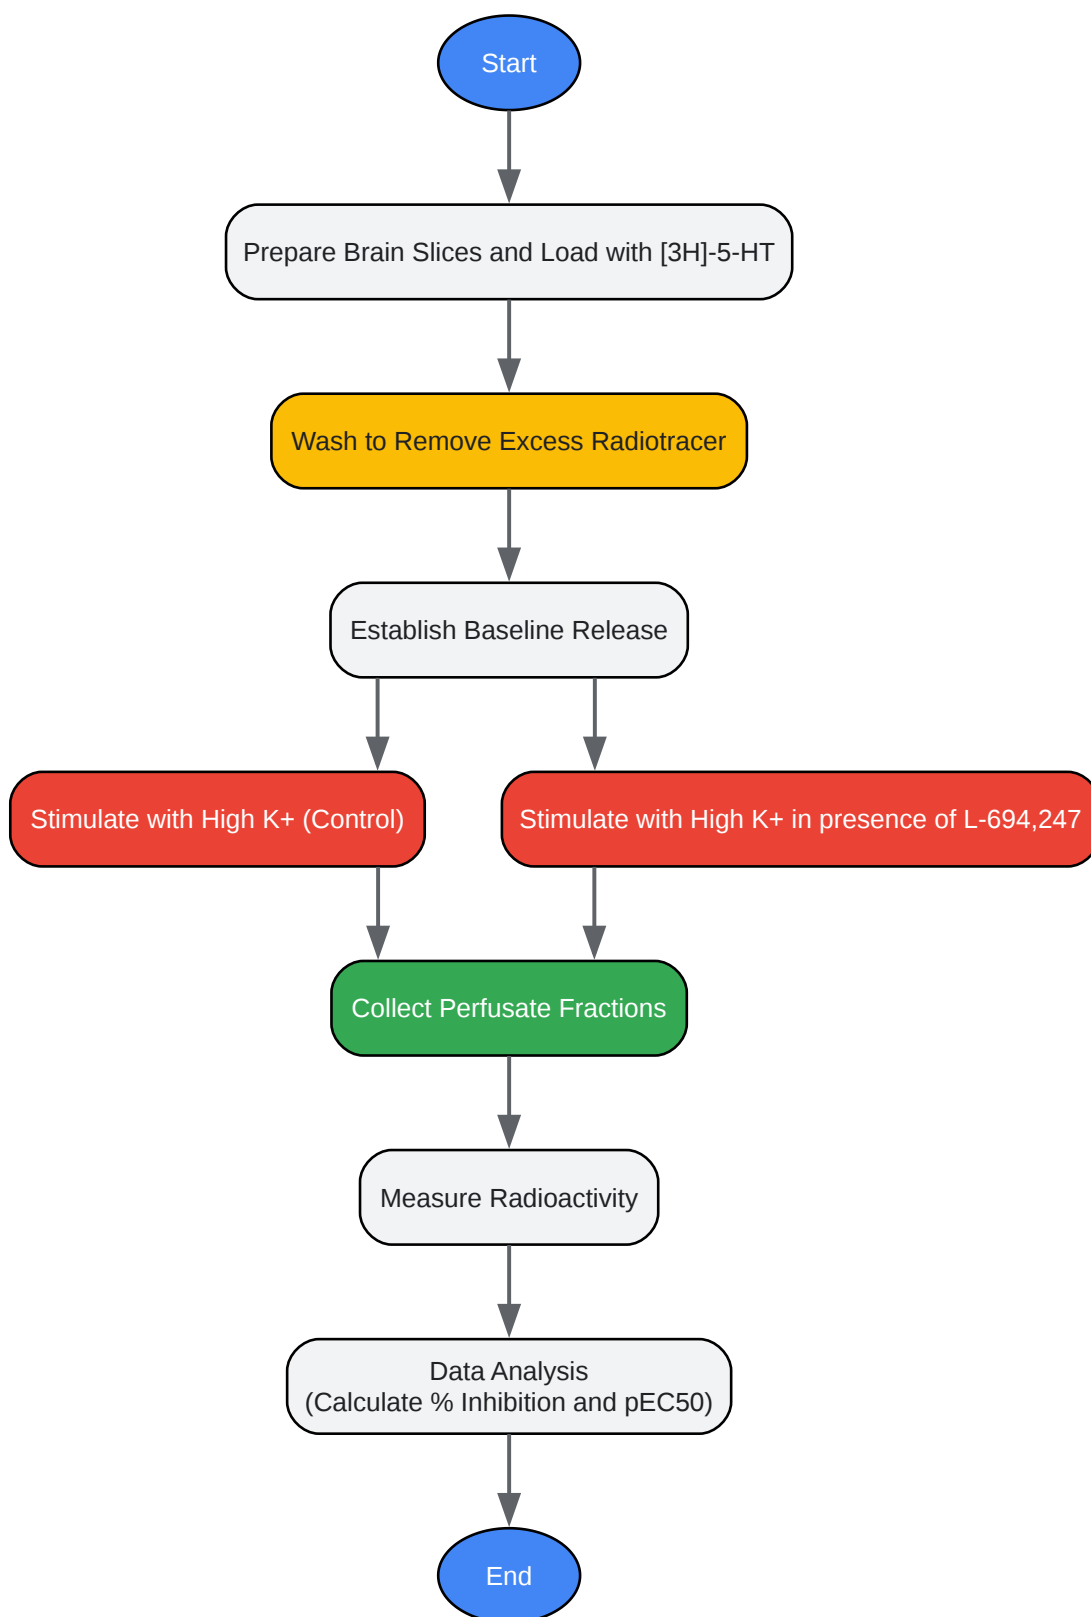 Start
Prepare Brain Slices and Load with [3H]-5-HT
Wash to Remove Excess Radiotracer
Establish Baseline Release
Stimulate with High K+ (Control)
Stimulate with High K+ in presence of L-694,247
Collect Perfusate Fractions
Measure Radioactivity
Data Analysis
(Calculate % Inhibition and pEC50)
End